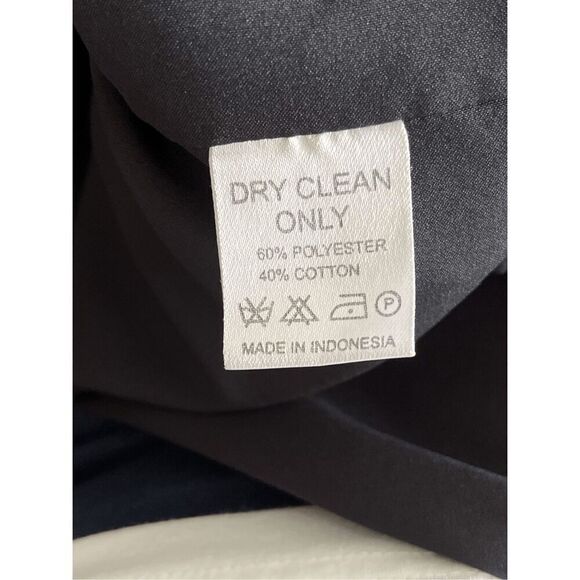 DRY CLEAN
ONLY
60% POLYESTER
40% COTTON
P
MADE IN INDONESIA